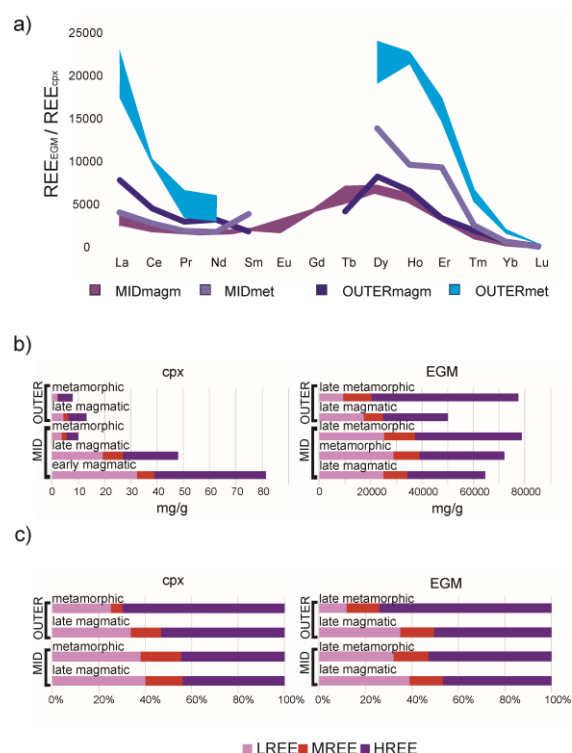 a)
25000
20000
15000
10000
5000
0
REE_EGM / REE_cpx
La Ce Pr Nd Sm Eu Gd Tb Dy Ho Er Tm Yb Lu
MIDmagm MIDmet OUTERmagm OUTERmet
b)
cpx
OUTER
metamorphic
late magmatic
MID
metamorphic
late magmatic
early magmatic
0 10 20 30 40 50 60 70 80
mg/g
EGM
late metamorphic
late magmatic
late metamorphic
metamorphic
late magmatic
OUTER
MID
0 20000 40000 60000 80000
mg/g
c)
cpx
OUTER
metamorphic
late magmatic
MID
metamorphic
late magmatic
0% 20% 40% 60% 80% 100%
EGM
OUTER
late metamorphic
late magmatic
MID
late metamorphic
late magmatic
0% 20% 40% 60% 80% 100%
LREE MREE HREE